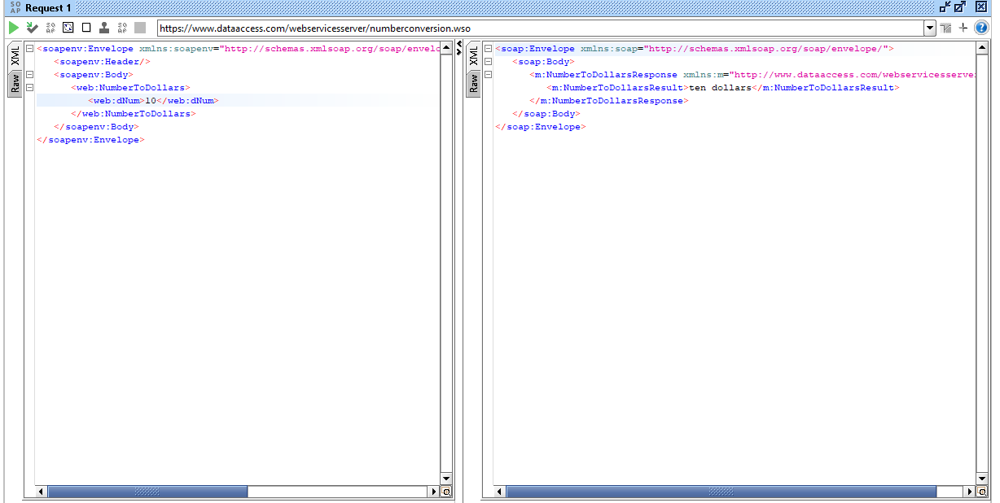 SO
AP
Request 1
https://www.dataaccess.com/webservicesserver/numberconversion.wso
XML
Raw
<soapenv:Envelope xmlns:soapenv="http://schemas.xmlsoap.org/soap/envelo
<soapenv:Header/>
<soapenv:Body>
<web:NumberToDollars>
<web:dNum>10</web:dNum>
</web:NumberToDollars>
</soapenv:Body>
</soapenv:Envelope>
XML
Raw
<soap:Envelope xmlns:soap="http://schemas.xmlsoap.org/soap/envelope/">
<soap:Body>
<m:NumberToDollarsResponse xmlns:m="http://www.dataaccess.com/webservicesserve
<m:NumberToDollarsResult>ten dollars</m:NumberToDollarsResult>
</m:NumberToDollarsResponse>
</soap:Body>
</soap:Envelope>